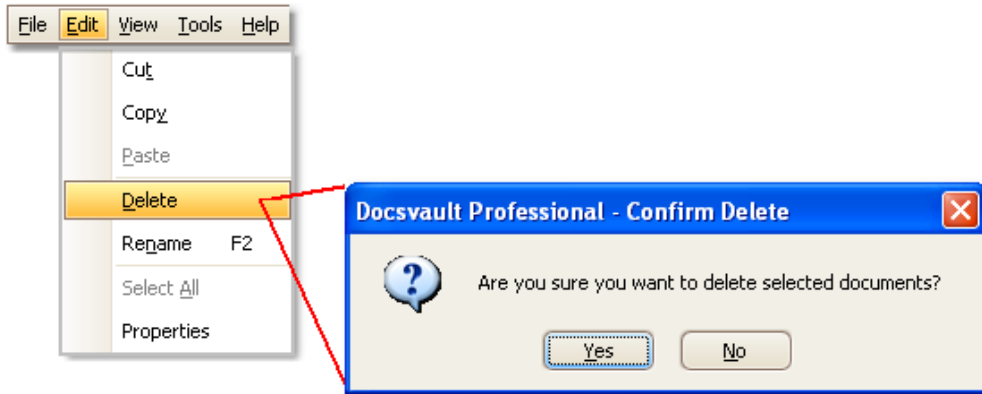 File Edit View Tools Help
Cut
Copy
Paste
Delete
Rename F2
Select All
Properties
Docsvault Professional - Confirm Delete
Are you sure you want to delete selected documents?
Yes No